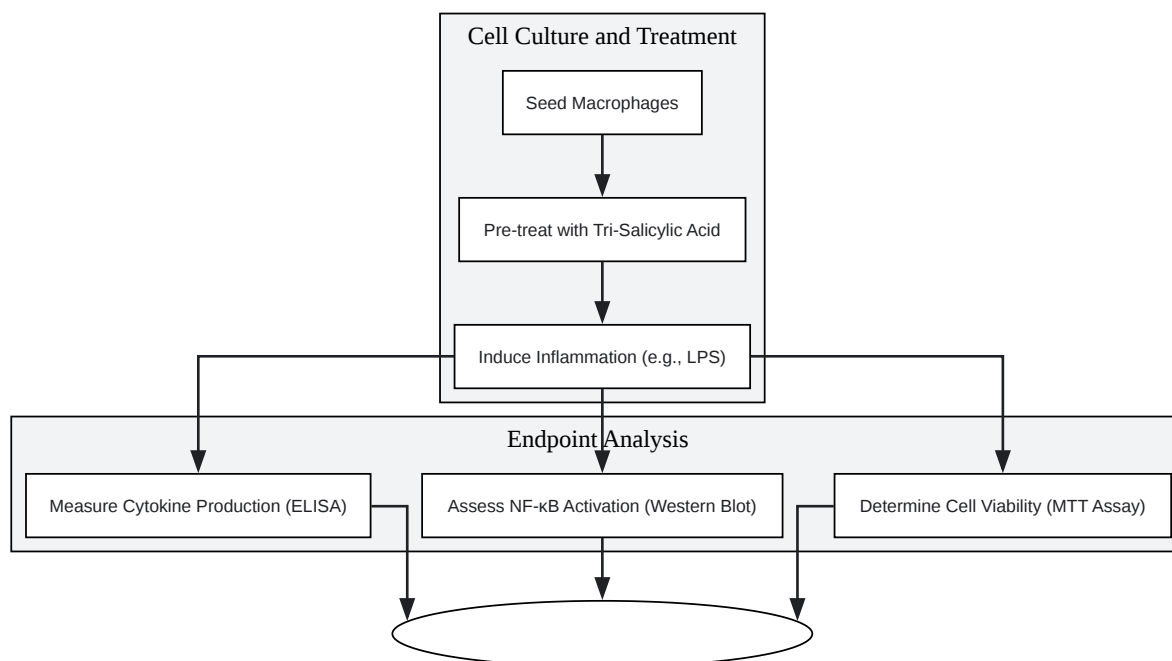 Cell Culture and Treatment
Seed Macrophages
Pre-treat with Tri-Salicylic Acid
Induce Inflammation (e.g., LPS)
Endpoint Analysis
Measure Cytokine Production (ELISA)
Assess NF-κB Activation (Western Blot)
Determine Cell Viability (MTT Assay)